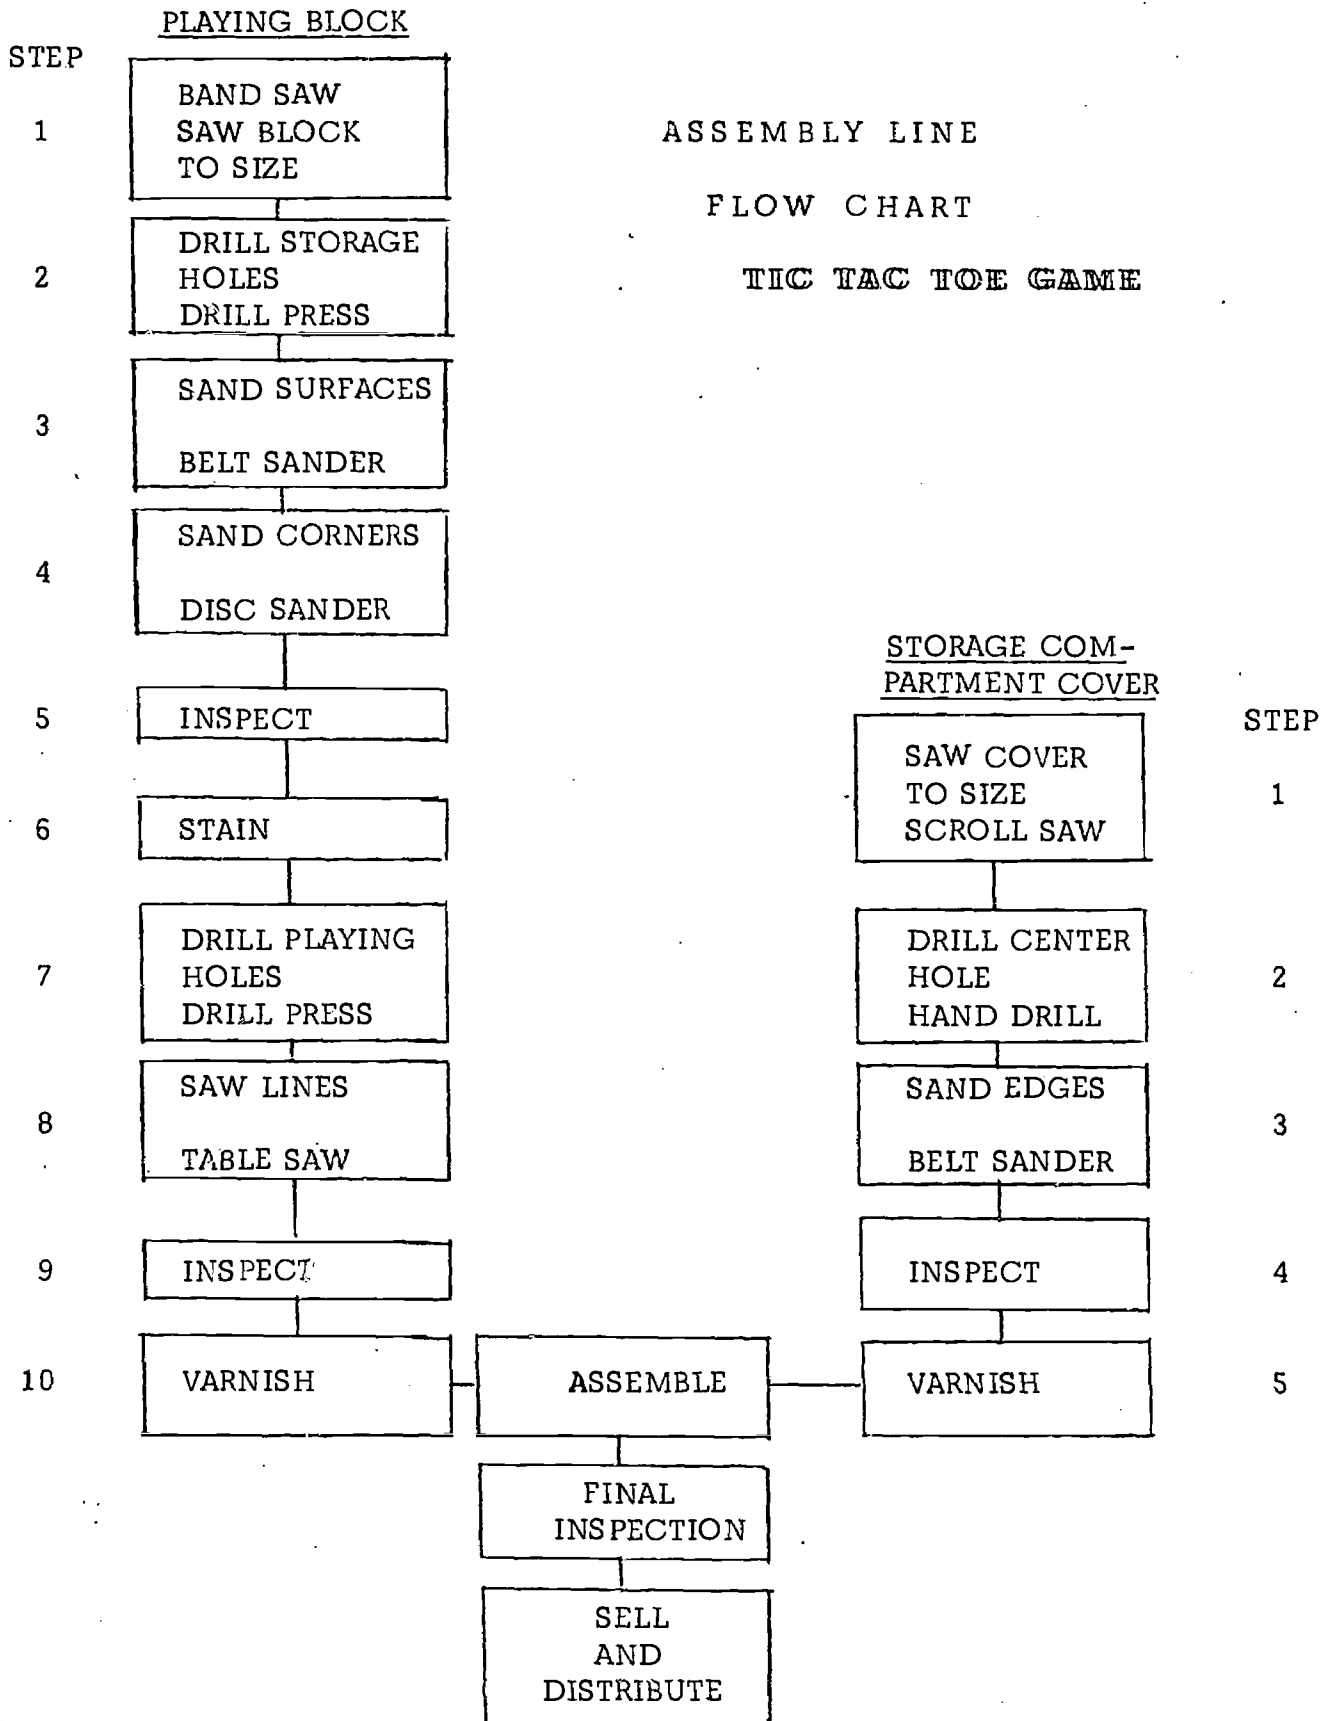 PLAYING BLOCK
STEP
1
BAND SAW
SAW BLOCK
TO SIZE
ASSEMBLY LINE
FLOW CHART
TIC TAC TOE GAME
2
DRILL STORAGE
HOLES
DRILL PRESS
3
SAND SURFACES
BELT SANDER
4
SAND CORNERS
DISC SANDER
5
INSPECT
6
STAIN
7
DRILL PLAYING
HOLES
DRILL PRESS
8
SAW LINES
TABLE SAW
9
INSPECT
10
VARNISH
STORAGE COM-
PARTMENT COVER
STEP
SAW COVER
TO SIZE
SCROLL SAW
1
DRILL CENTER
HOLE
HAND DRILL
2
SAND EDGES
BELT SANDER
3
INSPECT
4
VARNISH
5
ASSEMBLE
FINAL
INSPECTION
SELL
AND
DISTRIBUTE